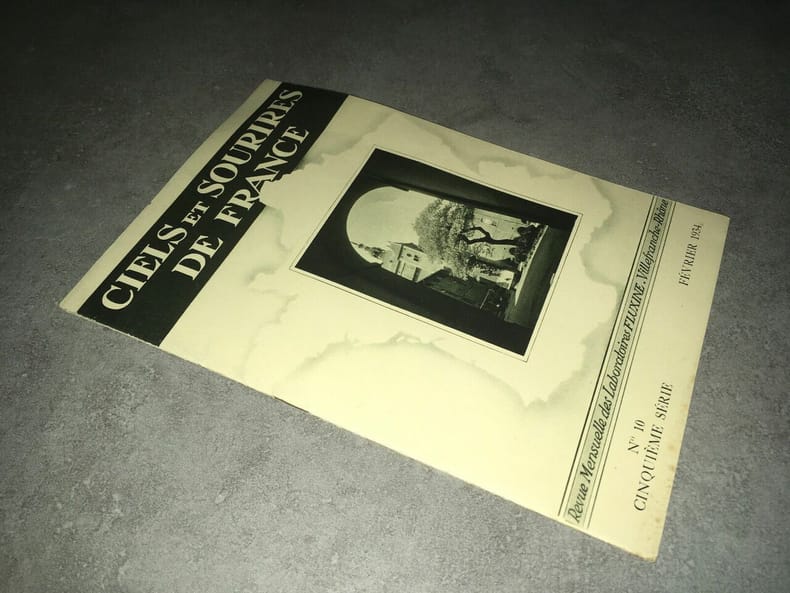 CIELS ET SOURIRES
DE FRANCE
Revue Mensuelle des Laboratoires FLUXINE, Villefranche-Rhône
N° 10
FÉVRIER 1934.
CINQUIÈME SÉRIE